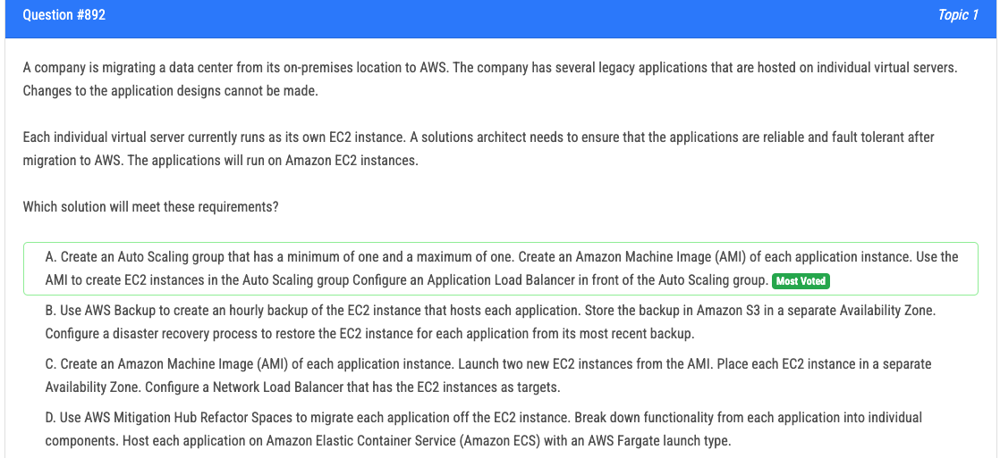 Question #892
Topic 1
A company is migrating a data center from its on-premises location to AWS. The company has several legacy applications that are hosted on individual virtual servers.
Changes to the application designs cannot be made.
Each individual virtual server currently runs as its own EC2 instance. A solutions architect needs to ensure that the applications are reliable and fault tolerant after
migration to AWS. The applications will run on Amazon EC2 instances.
Which solution will meet these requirements?
A. Create an Auto Scaling group that has a minimum of one and a maximum of one. Create an Amazon Machine Image (AMI) of each application instance. Use the
AMI to create EC2 instances in the Auto Scaling group Configure an Application Load Balancer in front of the Auto Scaling group. Most Voted
B. Use AWS Backup to create an hourly backup of the EC2 instance that hosts each application. Store the backup in Amazon S3 in a separate Availability Zone.
Configure a disaster recovery process to restore the EC2 instance for each application from its most recent backup.
C. Create an Amazon Machine Image (AMI) of each application instance. Launch two new EC2 instances from the AMI. Place each EC2 instance in a separate
Availability Zone. Configure a Network Load Balancer that has the EC2 instances as targets.
D. Use AWS Mitigation Hub Refactor Spaces to migrate each application off the EC2 instance. Break down functionality from each application into individual
components. Host each application on Amazon Elastic Container Service (Amazon ECS) with an AWS Fargate launch type.